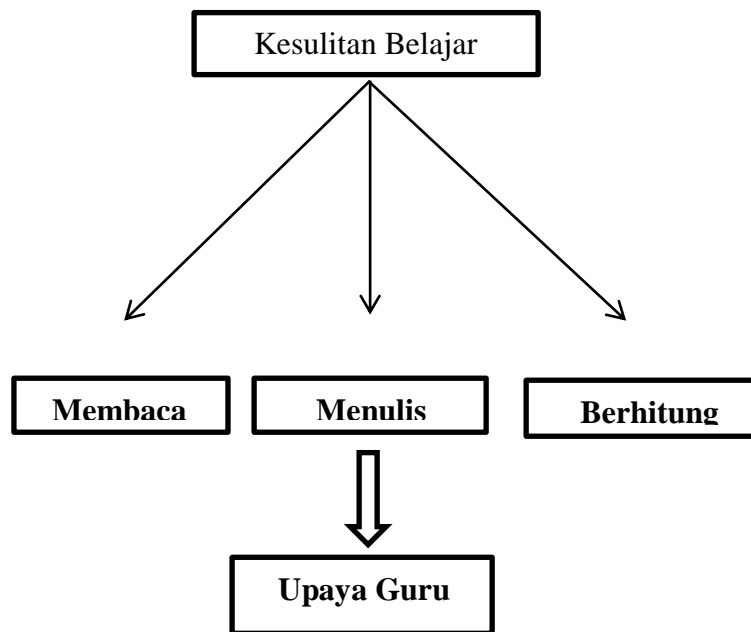 Kesulitan Belajar
Membaca
Menulis
Berhitung
Upaya Guru